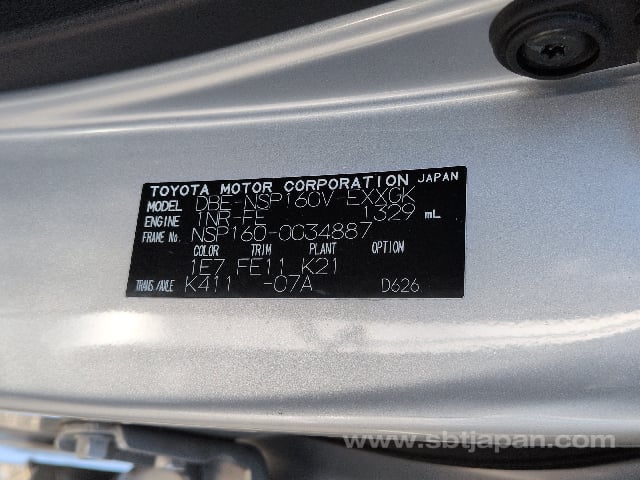 TOYOTA MOTOR CORPORATION JAPAN
MODEL DBE-NSP160V-EXXGK
ENGINE 1NR-FE 1329 mL
FRAME No. NSP160-0034887
COLOR TRIM PLANT OPTION
1E7 FE11 K21
TRANS/AXLE K411 -07A D626
www.sbtjapan.com